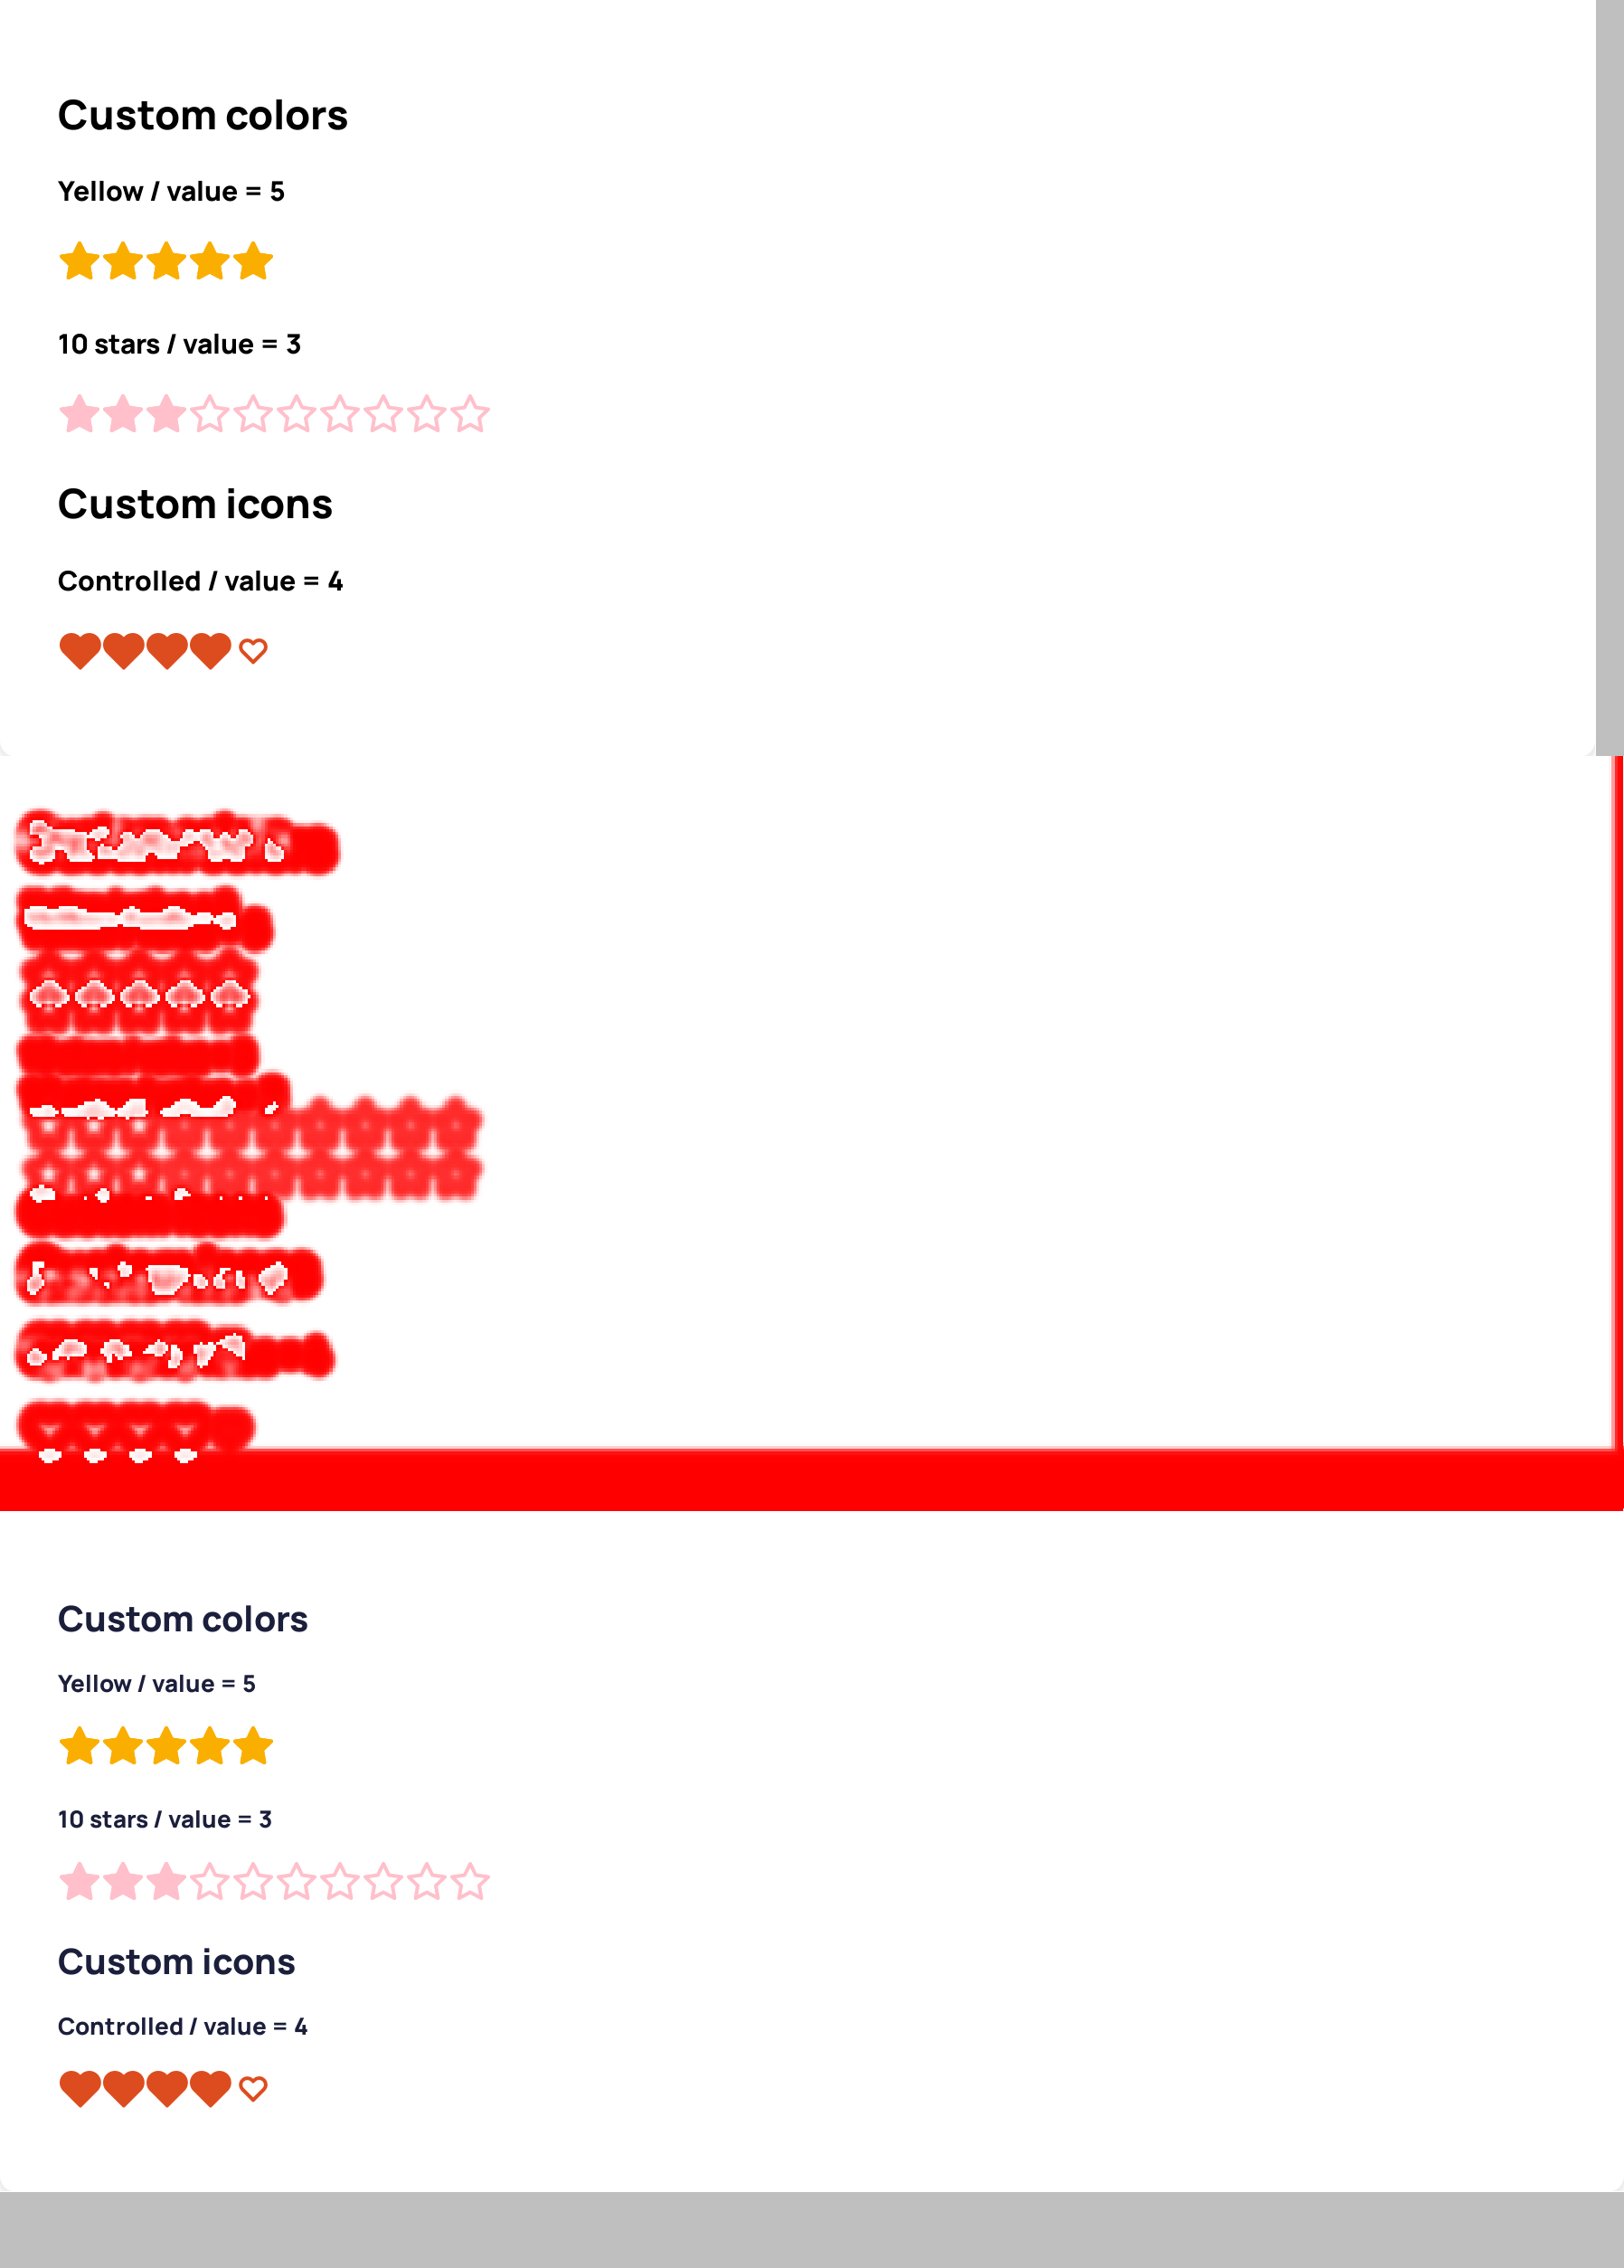 Custom colors
Yellow / value = 5
10 stars / value = 3
Custom icons
Controlled / value = 4
Custom colors
Yellow / value = 5
10 stars / value = 3
Custom icons
Controlled / value = 4